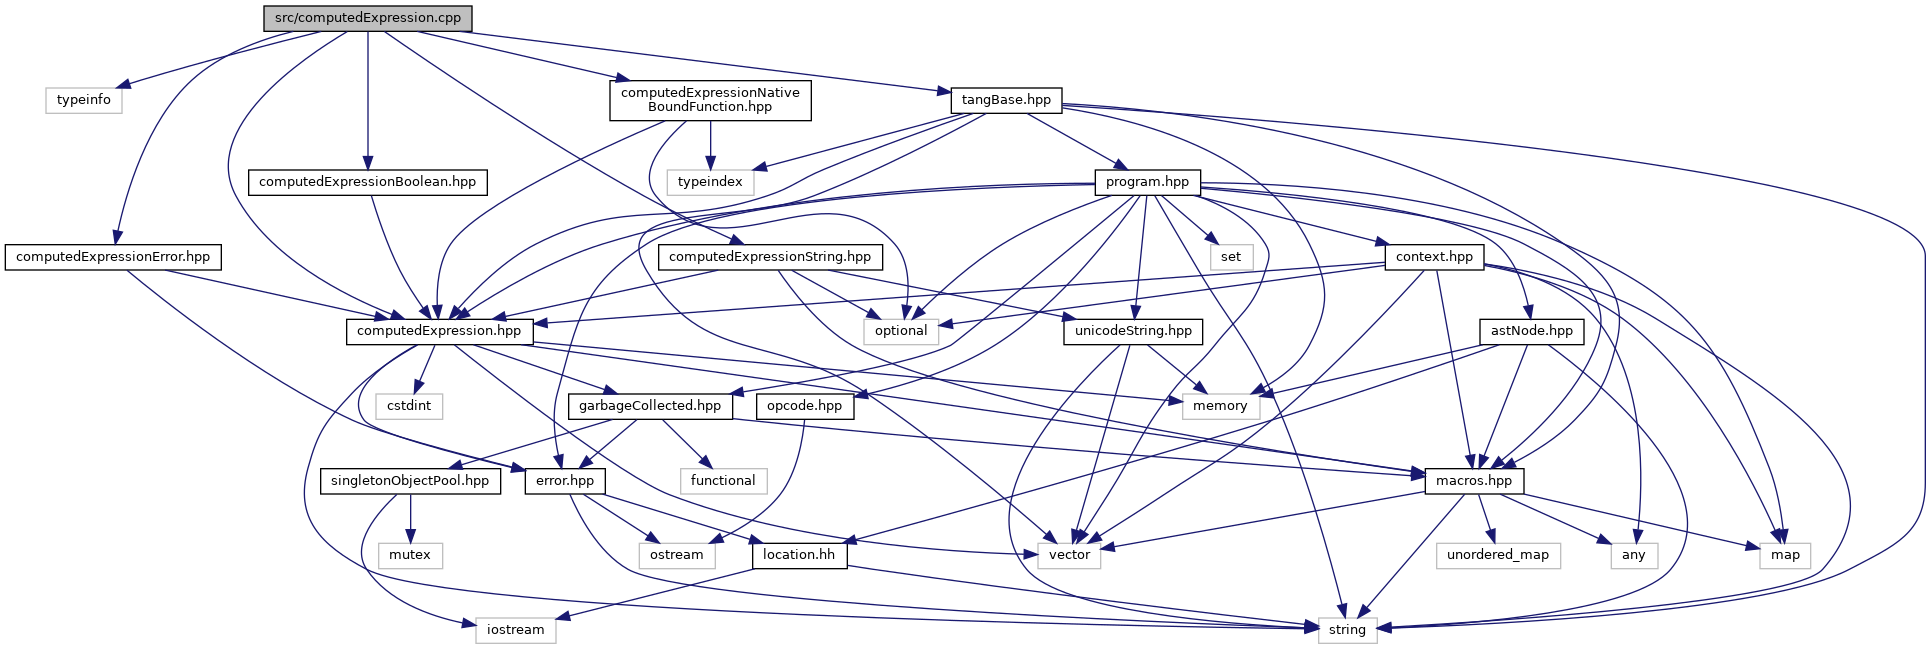 src/computedExpression.cpp
typeinfo
computedExpressionNative
BoundFunction.hpp
tangBase.hpp
computedExpressionBoolean.hpp
typeindex
program.hpp
computedExpressionError.hpp
computedExpressionString.hpp
set
context.hpp
computedExpression.hpp
optional
unicodeString.hpp
astNode.hpp
cstdint
garbageCollected.hpp
opcode.hpp
memory
singletonObjectPool.hpp
error.hpp
functional
macros.hpp
mutex
ostream
location.hh
vector
unordered_map
any
map
iostream
string